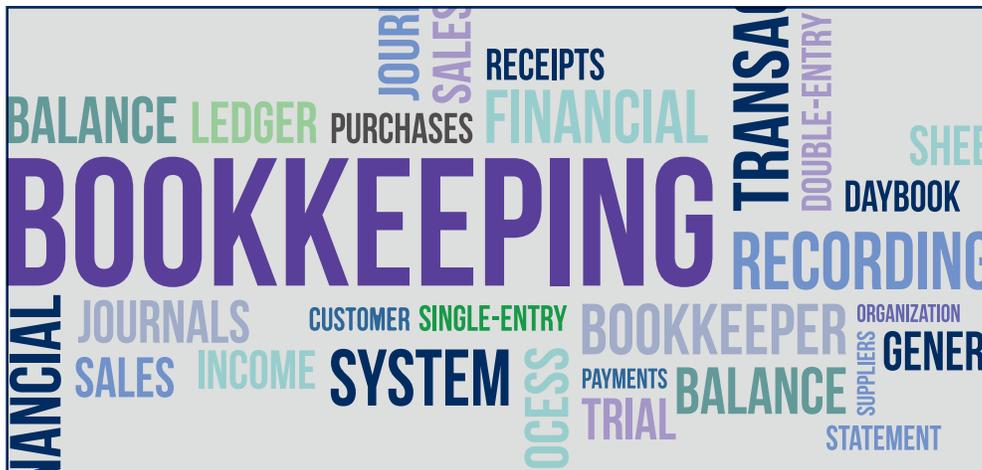 JOUR
SALES
RECEIPTS
TRANSAC
DOUBLE-ENTRY
BALANCE LEDGER PURCHASES FINANCIAL
SHEE
DAYBOOK
BOOKKEEPING
RECORDING
NANCIAL
JOURNALS
CUSTOMER SINGLE-ENTRY BOOKKEEPER ORGANIZATION
SUPPLIERS
GENER
SALES INCOME SYSTEM
OCESS
PAYMENTS BALANCE
TRIAL
STATEMENT